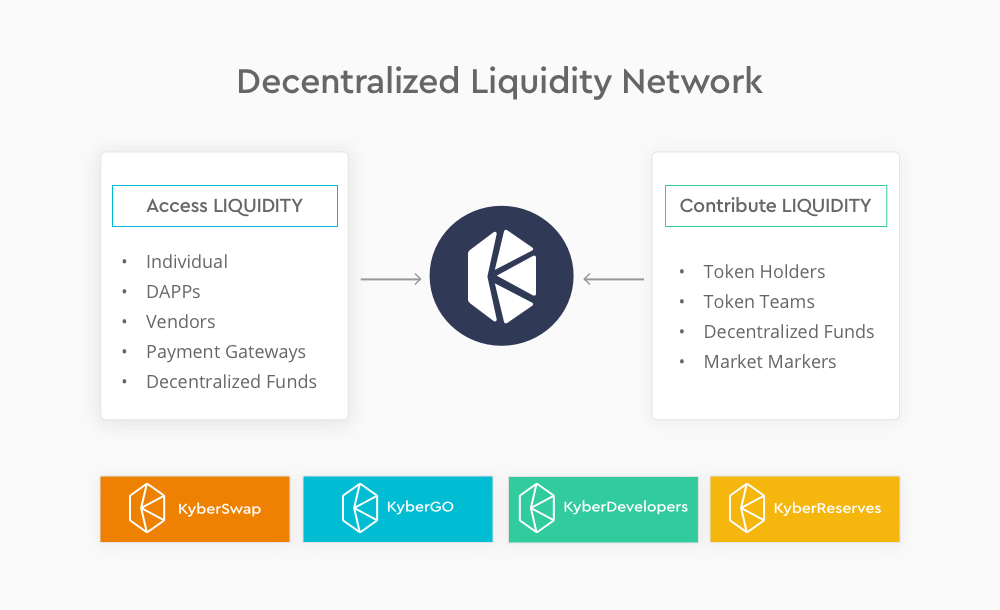 Decentralized Liquidity Network
Access LIQUIDITY
• Individual
• DAPPs
• Vendors
• Payment Gateways
• Decentralized Funds
Contribute LIQUIDITY
• Token Holders
• Token Teams
• Decentralized Funds
• Market Markers
KyberSwap
KyberGO
KyberDevelopers
KyberReserves